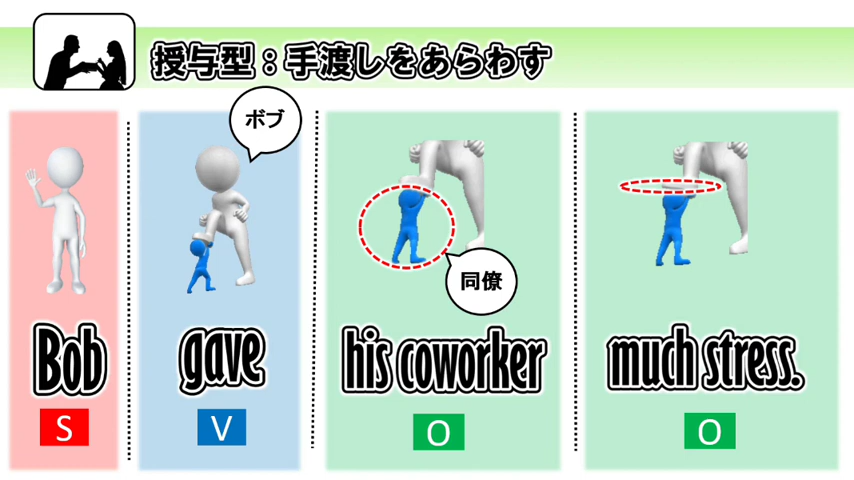 授与型：手渡しをあらわす
ボブ
同僚
Bob
gave
his coworker
much stress.
S
V
O
O